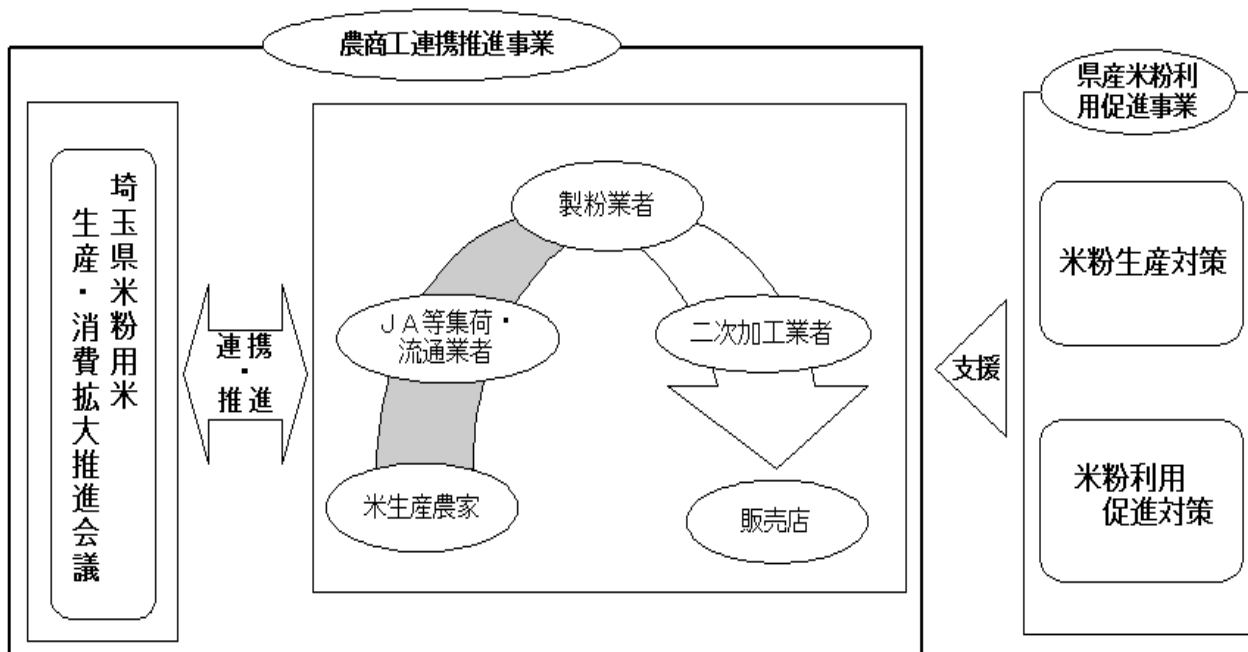 農商工連携推進事業
埼玉県米粉用米
生産・消費拡大推進会議
連携
・
推進
製粉業者
ＪＡ等集荷・
流通業者
二次加工業者
米生産農家
販売店
支援
県産米粉利
用促進事業
米粉生産対策
米粉利用
促進対策